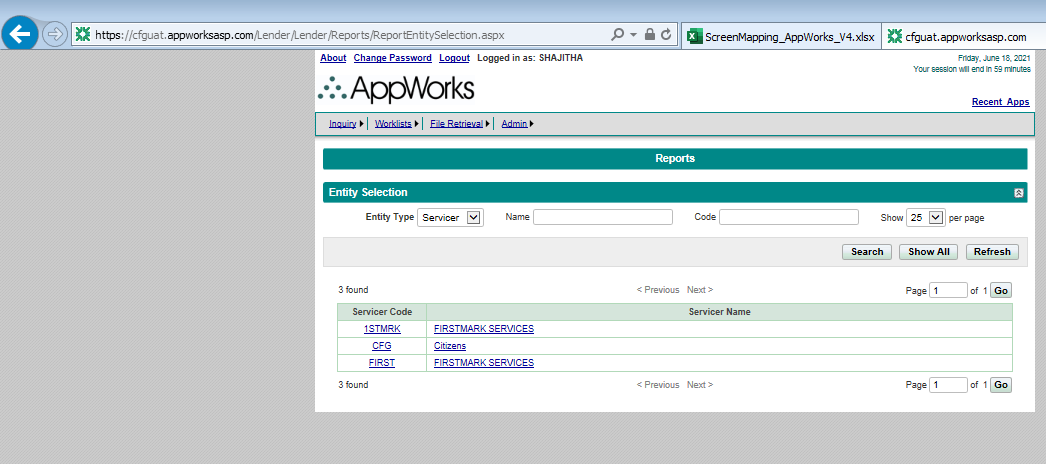 https://cfguat.appworksasp.com/Lender/Lender/Reports/ReportEntitySelection.aspx
ScreenMapping_AppWorks_V4.xlsx
cfguat.appworksasp.com
About Change Password Logout Logged in as: SHAJITHA
Friday, June 18, 2021
Your session will end in 59 minutes
AppWorks
Recent Apps
Inquiry Worklists File Retrieval Admin
Reports
Entity Selection
Entity Type Servicer Name Code Show 25 per page
Search Show All Refresh
3 found < Previous Next > Page 1 of 1 Go
Servicer Code Servicer Name
1STMRK FIRSTMARK SERVICES
CFG Citizens
FIRST FIRSTMARK SERVICES
3 found < Previous Next > Page 1 of 1 Go